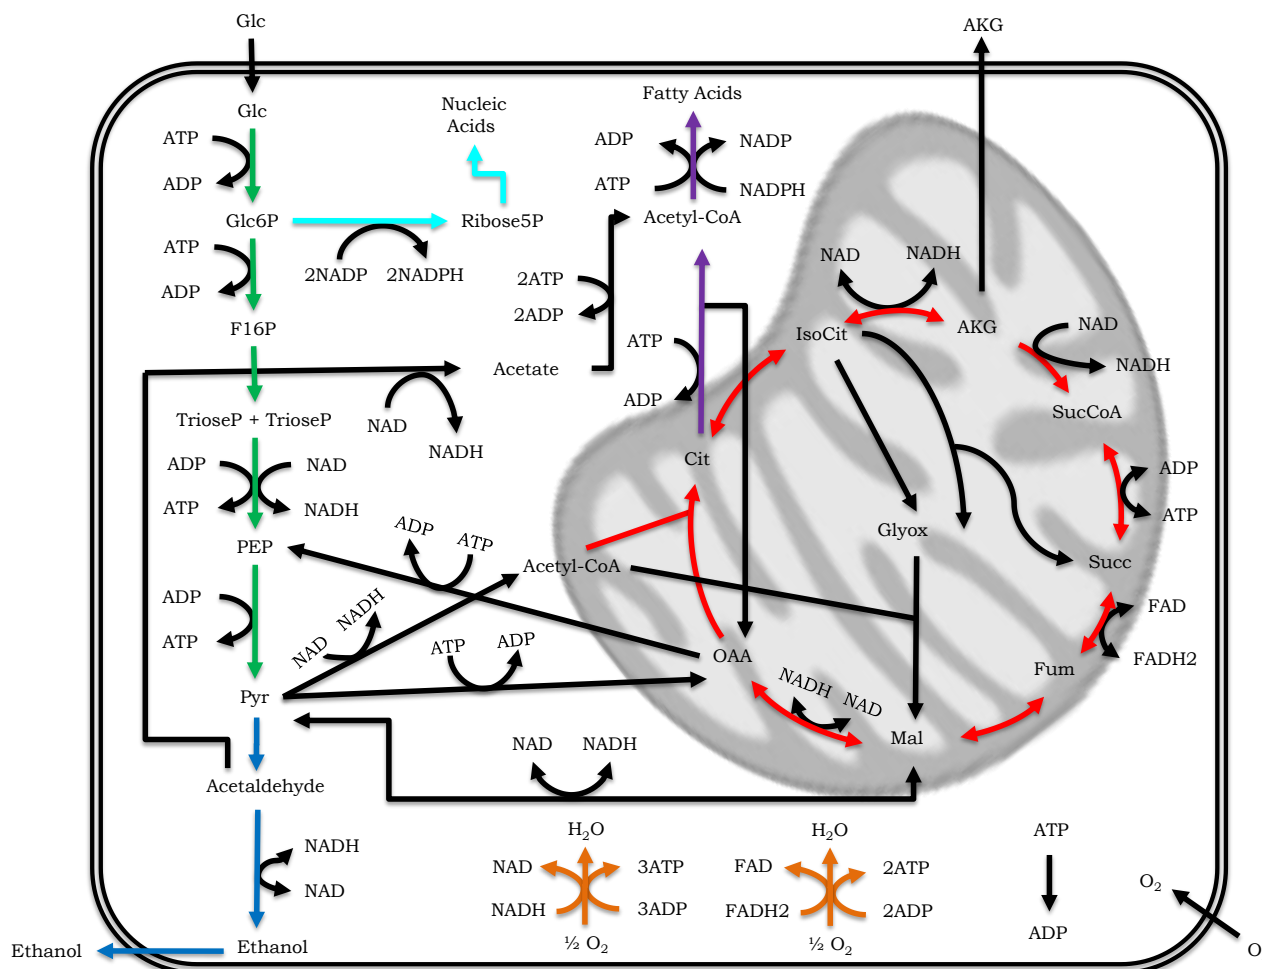 Glc
AKG
Glc
Nucleic
Acids
Fatty Acids
ATP
ADP
ADP
NADP
ATP
NADPH
Glc6P
Ribose5P
Acetyl-CoA
ATP
ADP
2NADP
2NADPH
2ATP
2ADP
NAD
NADH
F16P
IsoCit
AKG
NAD
NADH
ATP
ADP
Acetate
NAD
NADH
TrioseP + TrioseP
SucCoA
ADP
ATP
NAD
NADH
Cit
ADP
ATP
PEP
ADP
ATP
Glyox
Acetyl-CoA
Succ
ADP
ATP
NAD
NADH
ATP
ADP
FAD
FADH2
Pyr
OAA
Fum
NADH
NAD
Mal
NAD
NADH
Acetaldehyde
NADH
NAD
H₂O
NAD
3ATP
NADH
3ADP
½ O₂
H₂O
FAD
2ATP
FADH2
2ADP
½ O₂
ATP
ADP
O₂
O
Ethanol
Ethanol